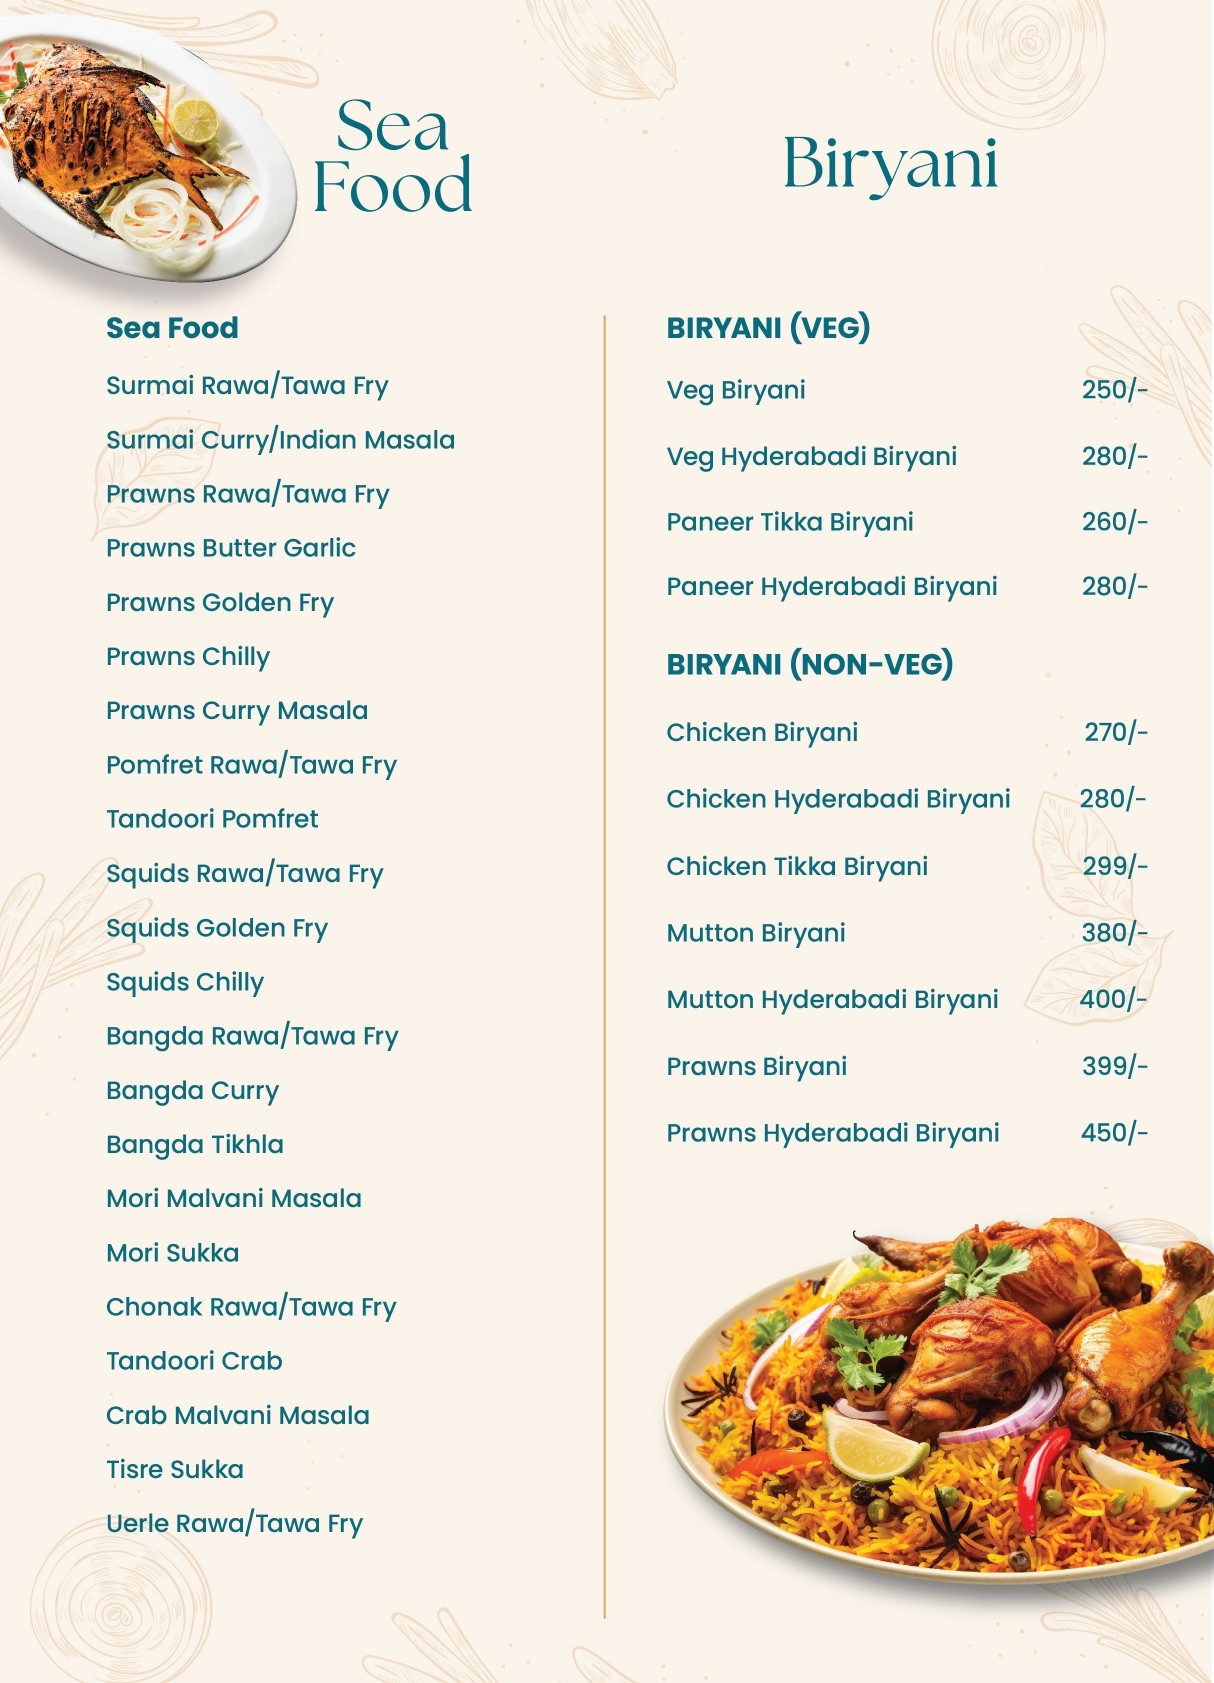 Sea
Food
Sea Food
Surmai Rawa/Tawa Fry
Surmai Curry/Indian Masala
Prawns Rawa/Tawa Fry
Prawns Butter Garlic
Prawns Golden Fry
Prawns Chilly
Prawns Curry Masala
Pomfret Rawa/Tawa Fry
Tandoori Pomfret
Squids Rawa/Tawa Fry
Squids Golden Fry
Squids Chilly
Bangda Rawa/Tawa Fry
Bangda Curry
Bangda Tikhla
Mori Malvani Masala
Mori Sukka
Chonak Rawa/Tawa Fry
Tandoori Crab
Crab Malvani Masala
Tisre Sukka
Uerle Rawa/Tawa Fry
Biryani
BIRYANI (VEG)
Veg Biryani 250/-
Veg Hyderabadi Biryani 280/-
Paneer Tikka Biryani 260/-
Paneer Hyderabadi Biryani 280/-
BIRYANI (NON-VEG)
Chicken Biryani 270/-
Chicken Hyderabadi Biryani 280/-
Chicken Tikka Biryani 299/-
Mutton Biryani 380/-
Mutton Hyderabadi Biryani 400/-
Prawns Biryani 399/-
Prawns Hyderabadi Biryani 450/-